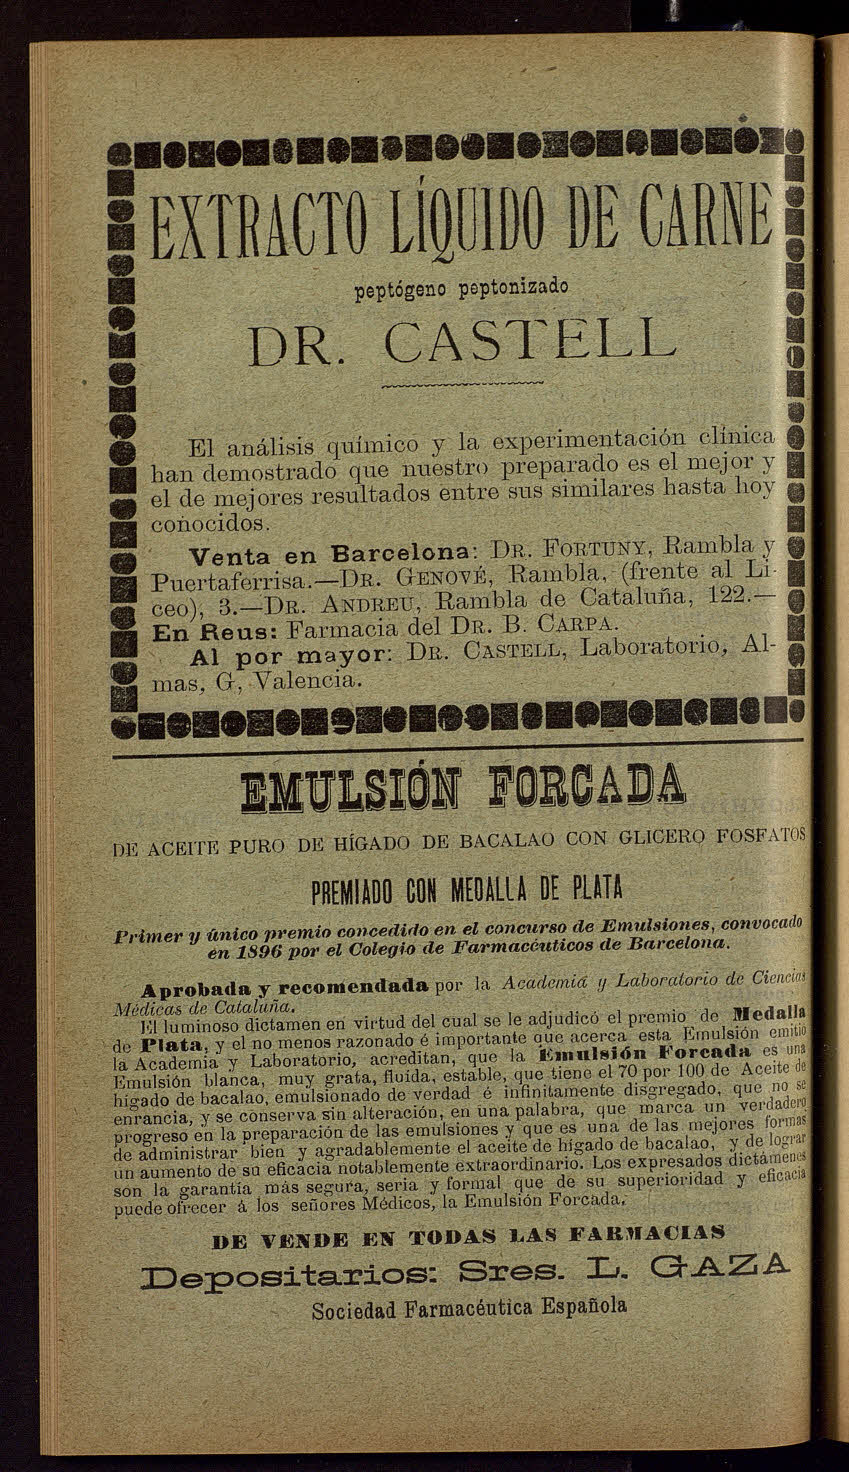 EXTRACTO LÍQUIDO DE CARNE
peptógeno peptonizado
DR. CASTELL
El análisis químico y la experimentación clínica
han demostrado que nuestro preparado es el mejor y
el de mejores resultados entre sus similares hasta hoy
conocidos.
Venta en Barcelona: DR. FORTUNY, Rambla y
Puertaferrisa.—DR. GENOVÉ, Rambla, (frente al Li-
ceo), 3.—DR. ANDREU, Rambla de Cataluña, 122.—
En Reus: Farmacia del DR. B. CARPA.
Al por mayor: DR. CASTELL, Laboratorio, Al-
mas, G, Valencia.
EMULSIÓN FORCADA
DE ACEITE PURO DE HÍGADO DE BACALAO CON GLICERO FOSFATOS
PREMIADO CON MEDALLA DE PLATA
Primer y único premio concedido en el concurso de Emulsiones, convocado
en 1896 por el Colegio de Farmacéuticos de Barcelona.
Aprobada y recomendada por la Academia y Laboratorio de Ciencias
Médicas de Cataluña.
El luminoso dictamen en virtud del cual se le adjudicó el premio de Medalla
de Plata, y el no menos razonado é importante que acerca esta Emulsión emitió
la Academia y Laboratorio, acreditan, que la Emulsión Forcada es una
Emulsión blanca, muy grata, fluida, estable, que tiene el 70 por 100 de Aceite de
hígado de bacalao, emulsionado de verdad é infinitamente disgregado, que no se
enrancia, y se conserva sin alteración, en una palabra, que marca un verdadero
progreso en la preparación de las emulsiones y que es una de las mejores formas
de administrar bien y agradablemente el aceite de hígado de bacalao, y de lograr
un aumento de su eficacia notablemente extraordinario. Los expresados dictámenes
son la garantía más segura, seria y formal que de su superioridad y eficacia
puede ofrecer á los señores Médicos, la Emulsión Forcada.
DE VENDE EN TODAS LAS FARMACIAS
Depositarios: Sres. L. GAZA
Sociedad Farmacéutica Española